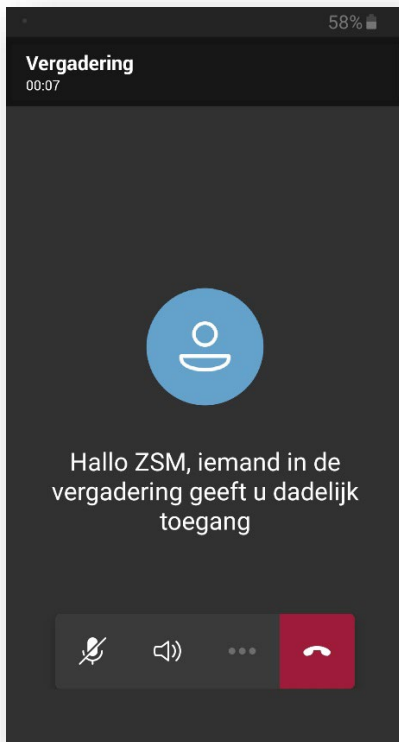 58%
Vergadering
00:07
Hallo ZSM, iemand in de
vergadering geeft u dadelijk
toegang